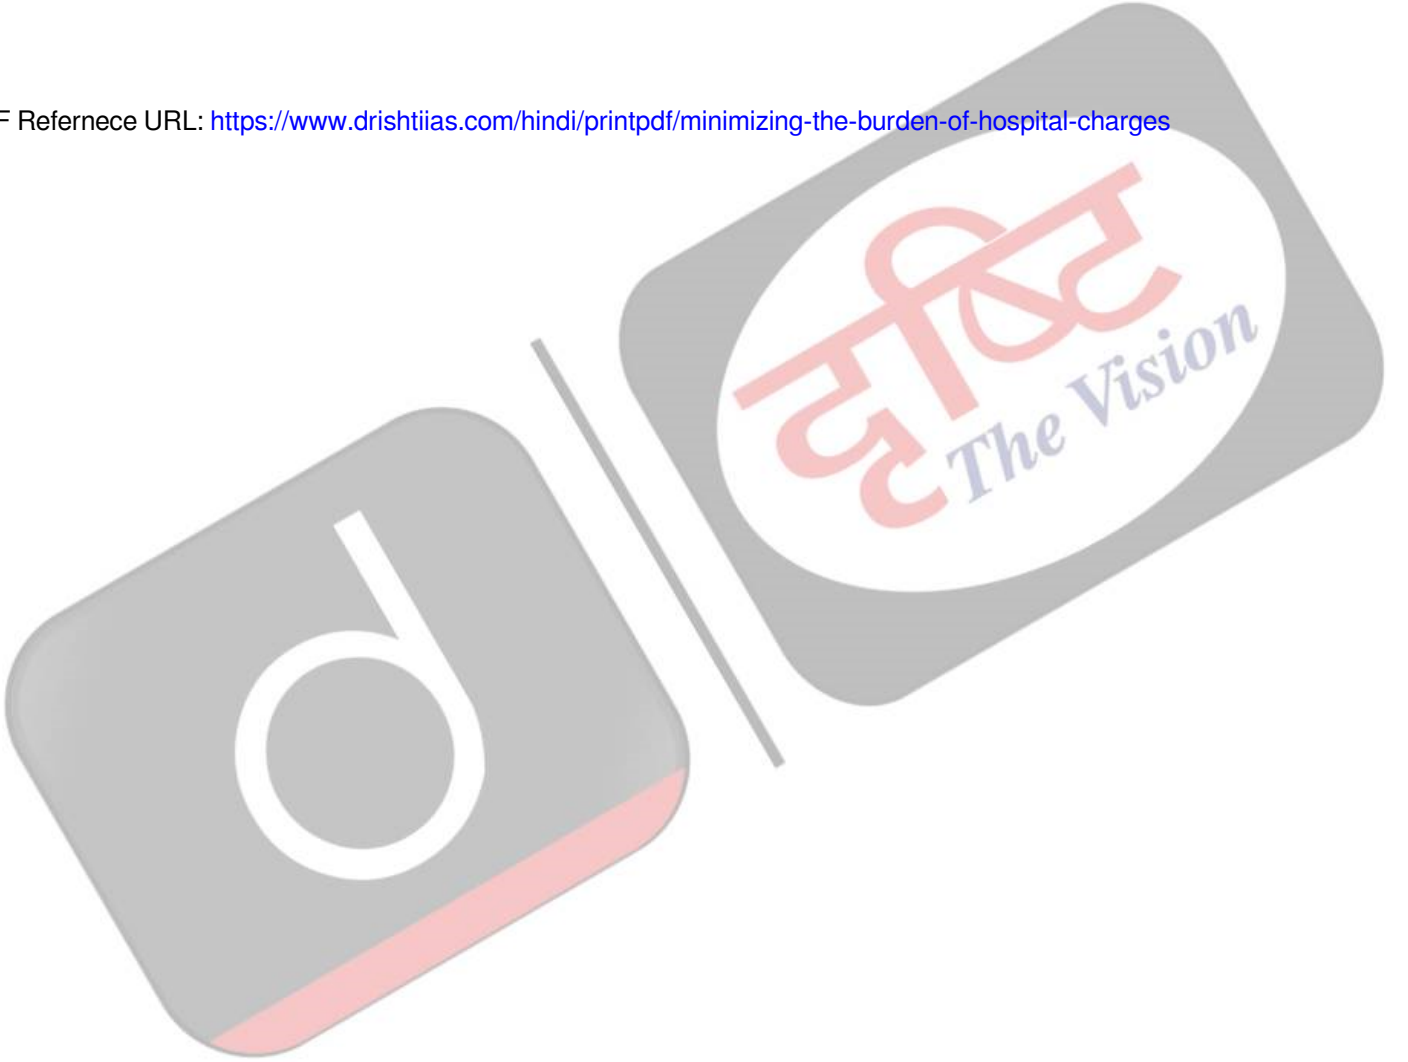 F Refernece URL: https://www.drishtiias.com/hindi/printpdf/minimizing-the-burden-of-hospital-charges
दृष्टि
The Vision
d